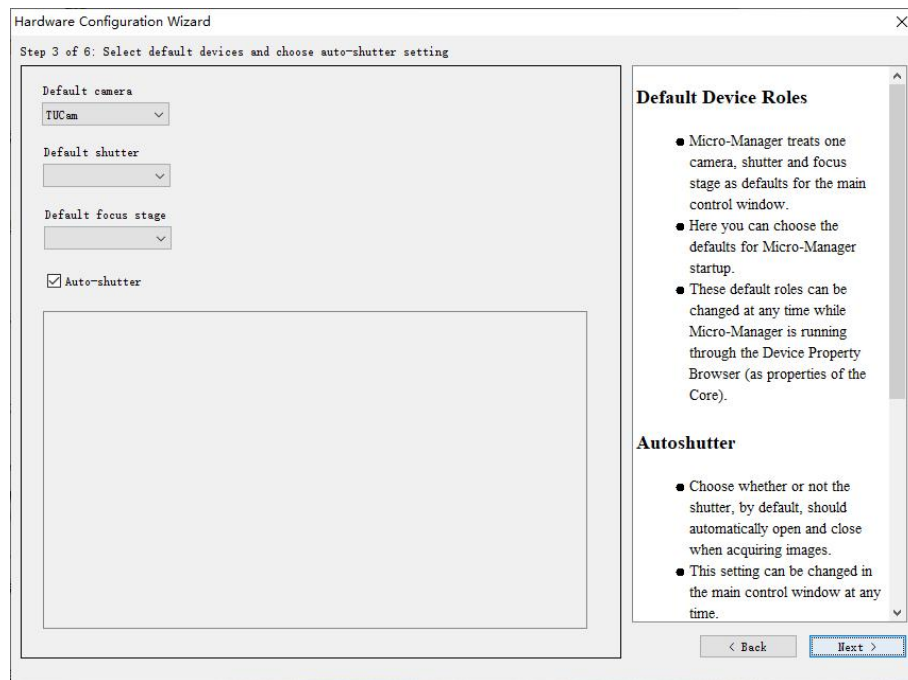 Hardware Configuration Wizard
Step 3 of 6: Select default devices and choose auto-shutter setting
Default camera
TUCam
Default shutter
Default focus stage
Auto-shutter
Default Device Roles
Micro-Manager treats one
camera, shutter and focus
stage as defaults for the main
control window.
Here you can choose the
defaults for Micro-Manager
startup.
These default roles can be
changed at any time while
Micro-Manager is running
through the Device Property
Browser (as properties of the
Core).
Autoshutter
Choose whether or not the
shutter, by default, should
automatically open and close
when acquiring images.
This setting can be changed in
the main control window at any
time.
< Back
Next >